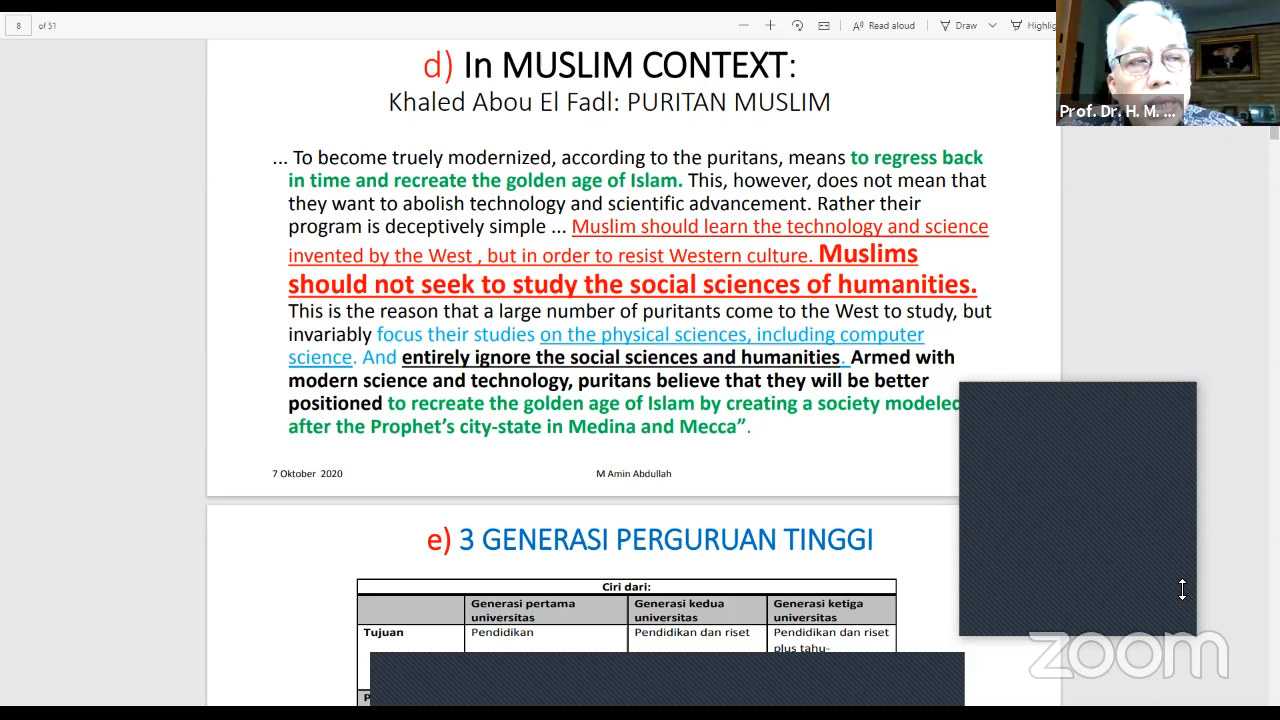 8 of 51
Read aloud
Draw
Highlig
Prof. Dr. H. M. ...
d) In MUSLIM CONTEXT:
Khaled Abou El Fadl: PURITAN MUSLIM
... To become truely modernized, according to the puritans, means to regress back
in time and recreate the golden age of Islam. This, however, does not mean that
they want to abolish technology and scientific advancement. Rather their
program is deceptively simple ... Muslim should learn the technology and science
invented by the West , but in order to resist Western culture. Muslims
should not seek to study the social sciences of humanities.
This is the reason that a large number of puritants come to the West to study, but
invariably focus their studies on the physical sciences, including computer
science. And entirely ignore the social sciences and humanities. Armed with
modern science and technology, puritans believe that they will be better
positioned to recreate the golden age of Islam by creating a society modeled
after the Prophet's city-state in Medina and Mecca”.
7 Oktober 2020
M Amin Abdullah
e) 3 GENERASI PERGURUAN TINGGI
Ciri dari:
Generasi pertama universitas
Generasi kedua universitas
Generasi ketiga universitas
Tujuan
Pendidikan
Pendidikan dan riset
Pendidikan dan riset
plus tahu-
zoom